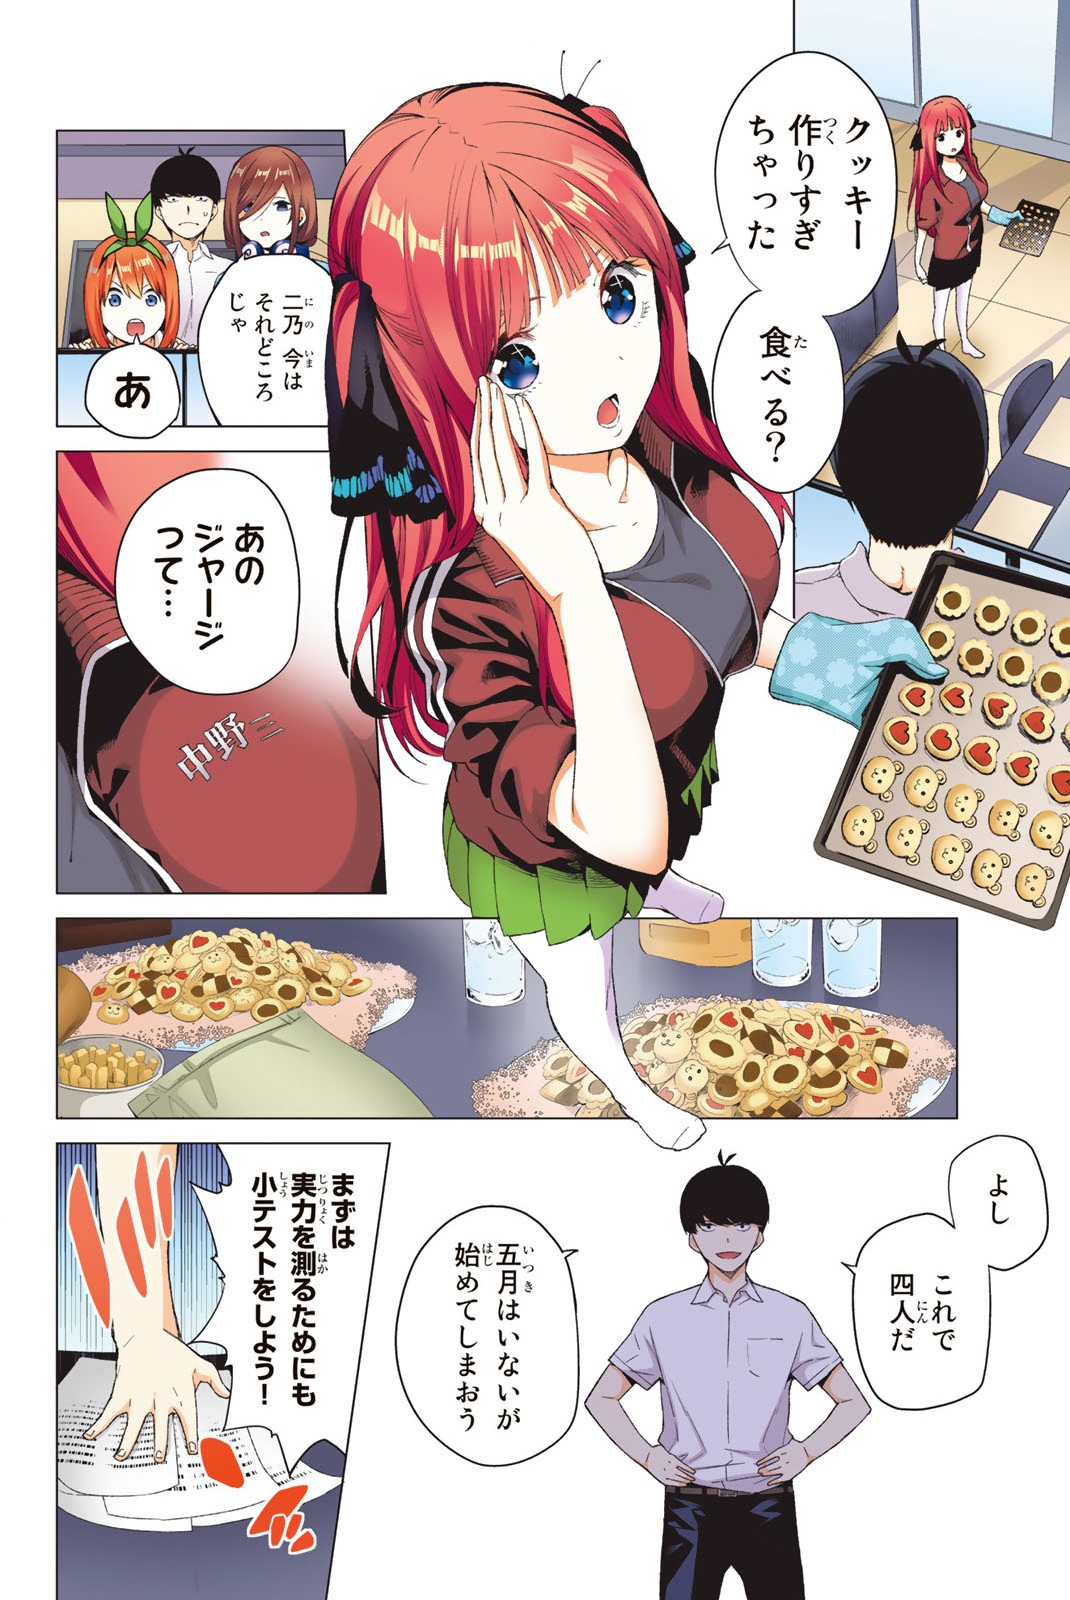 クッキー
作りすぎ
ちゃった
食べる?
二乃 今は
それどころ
じゃ
あ
あの
ジャージ
って…
中野 三
よし
これで
四人だ
五月はいないが
始めてしまおう
まずは
実力を測るためにも
小テストをしよう!